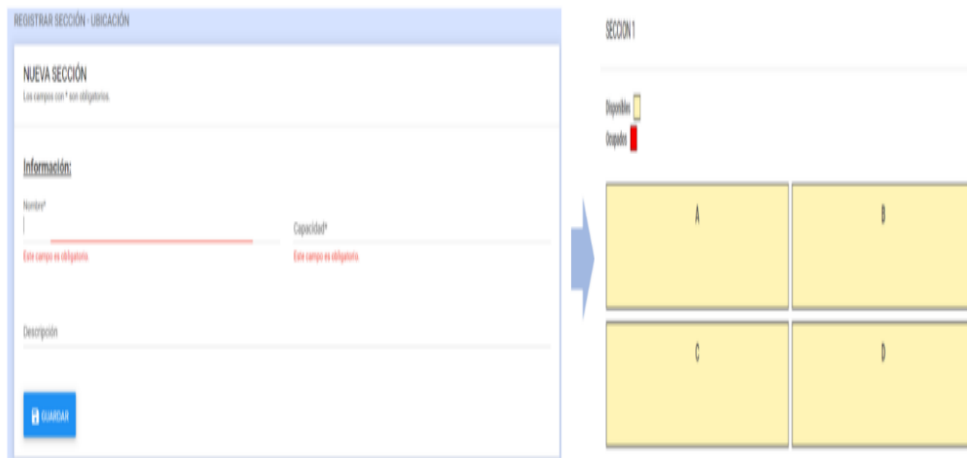 REGISTRAR SECCIÓN - UBICACIÓN
NUEVA SECCIÓN
Los campos con * son obligatorios.
Información:
Nombre*
Capacidad*
Este campo es obligatorio.
Este campo es obligatorio.
Descripción
GUARDAR
SECCION 1
Disponibles
Ocupados
A
B
C
D